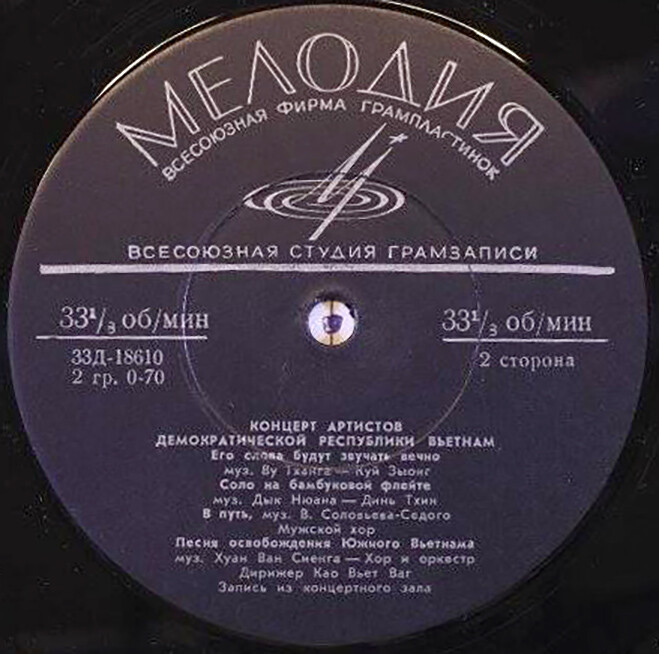 МЕЛОДИЯ
ВСЕСОЮЗНАЯ ФИРМА ГРАМПЛАСТИНОК
ВСЕСОЮЗНАЯ СТУДИЯ ГРАМЗАПИСИ
33¹/₃ об/мин
33Д-18610
2 гр. 0-70
33¹/₃ об/мин
2 сторона
КОНЦЕРТ АРТИСТОВ
ДЕМОКРАТИЧЕСКОЙ РЕСПУБЛИКИ ВЬЕТНАМ
Его слова будут звучать вечно
муз. Ву Тханга — Куй Зыонг
Соло на бамбуковой флейте
муз. Дык Нюана — Динь Тхин
В путь, муз. В. Соловьева-Седого
Мужской хор
Песня освобождения Южного Вьетнама
муз. Хуан Ван Сиенга — Хор и оркестр
Дирижер Као Вьет Баг
Запись из концертного зала